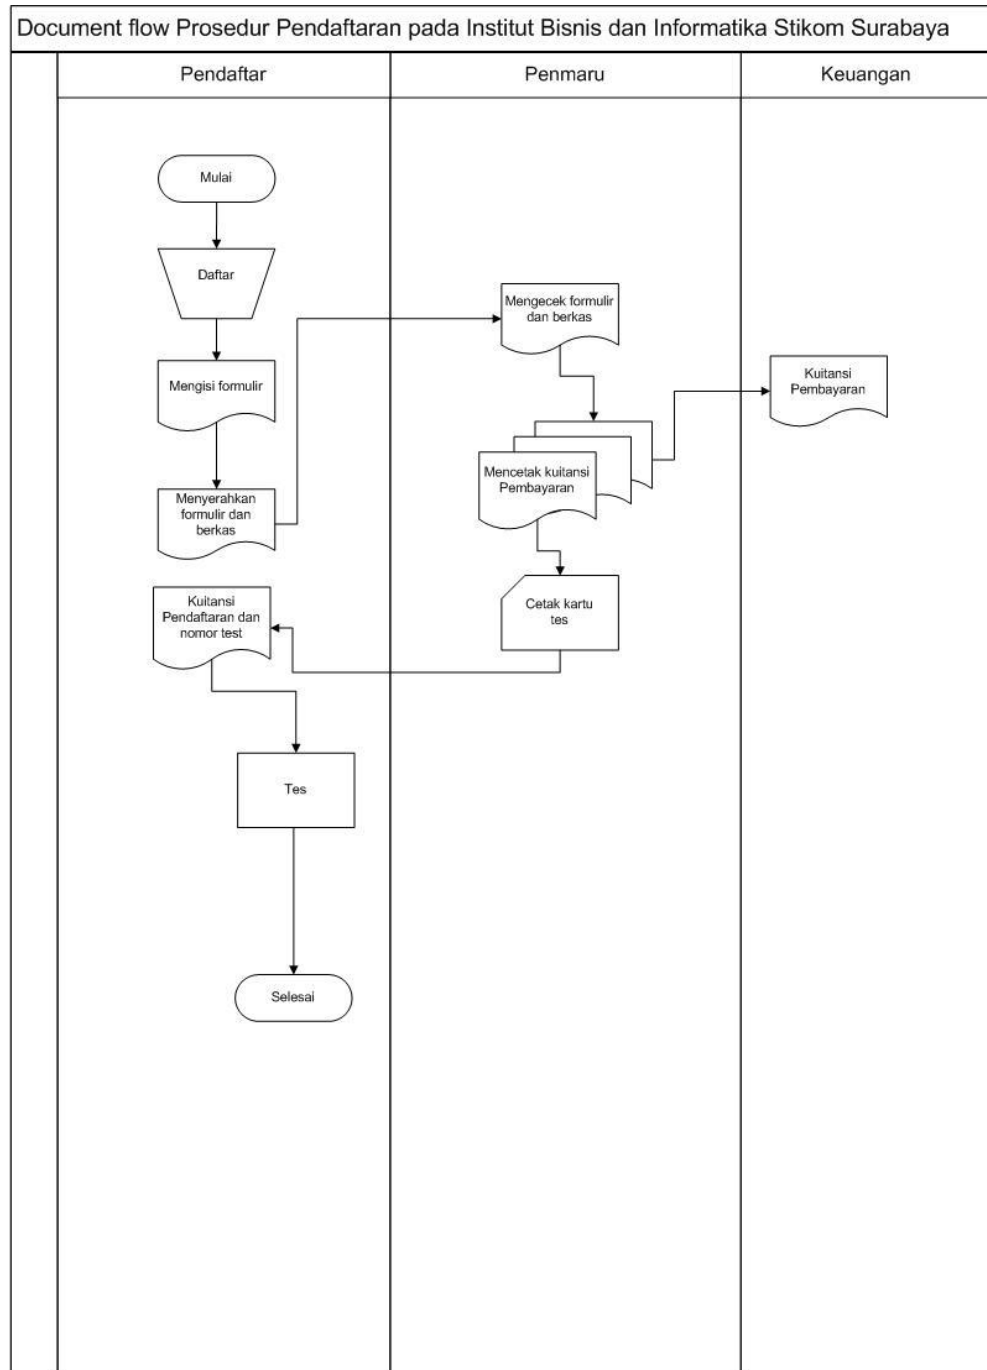 Document flow Prosedur Pendaftaran pada Institut Bisnis dan Informatika Stikom Surabaya
Pendaftar
Penmaru
Keuangan
Mulai
Daftar
Mengisi formulir
Menyerahkan
formulir dan
berkas
Mengecek formulir
dan berkas
Mencetak kuitansi
Pembayaran
Kuitansi
Pembayaran
Cetak kartu
tes
Kuitansi
Pendaftaran dan
nomor test
Tes
Selesai